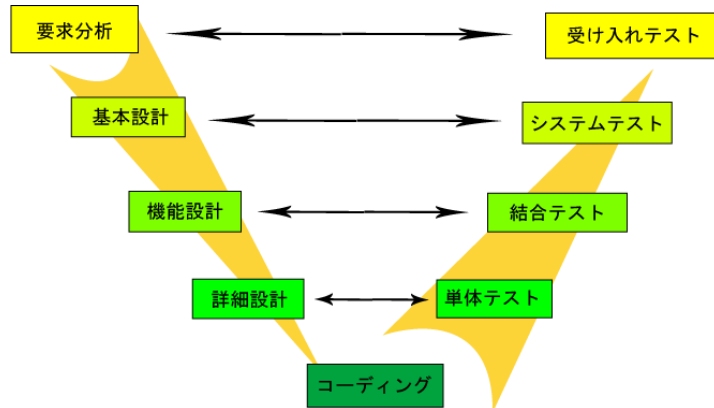 要求分析
受け入れテスト
基本設計
システムテスト
機能設計
結合テスト
詳細設計
単体テスト
コーディング